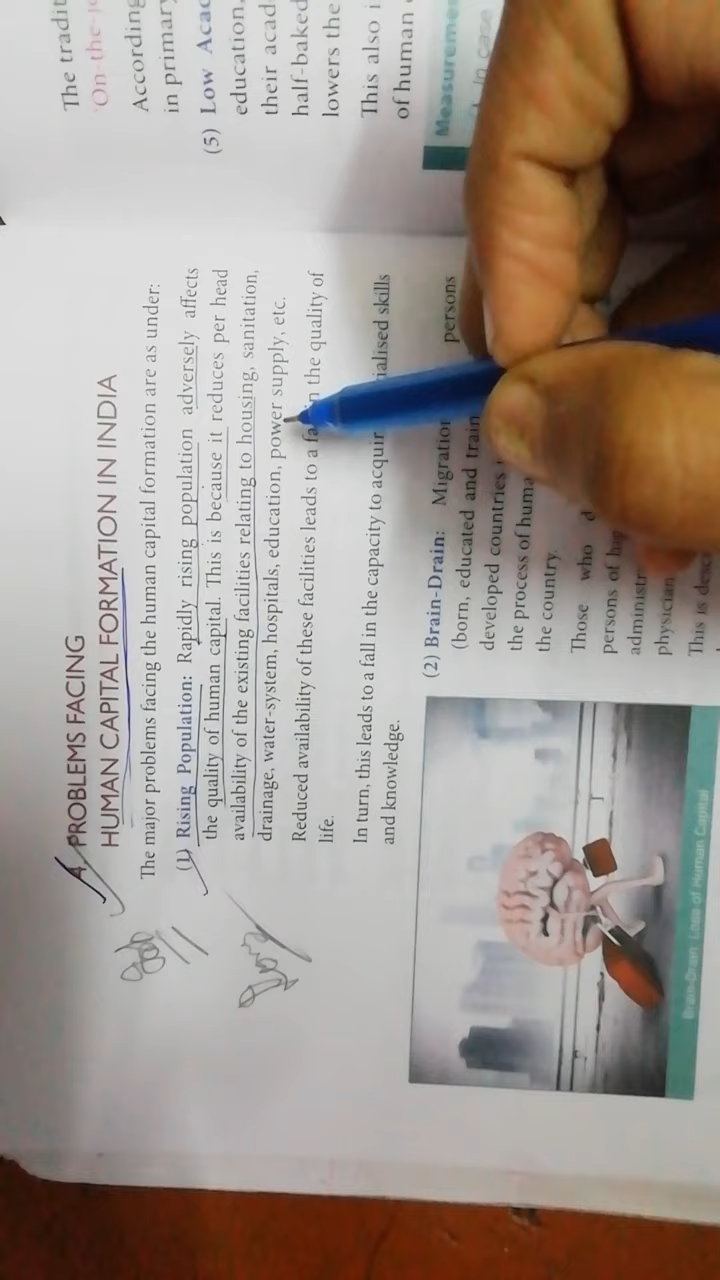 4. PROBLEMS FACING
HUMAN CAPITAL FORMATION IN INDIA
The major problems facing the human capital formation are as under:
(1) Rising Population: Rapidly rising population adversely affects
the quality of human capital. This is because it reduces per head
availability of the existing facilities relating to housing, sanitation,
drainage, water-system, hospitals, education, power supply, etc.
Reduced availability of these facilities leads to a in the quality of
life.
In turn, this leads to a fall in the capacity to acquir ialised skills
and knowledge.
(2) Brain-Drain: Migration persons
(born, educated and train
developed countries
the process of huma
the country.
Those who
persons of
administr
physician
This is desc
Brain-Drain: Loss of Human Capital
The tradit
'On-the-j
According
in primary
(5) Low Acad
education,
their acad
half-baked
lowers the
This also i
of human
Measuremen
in case